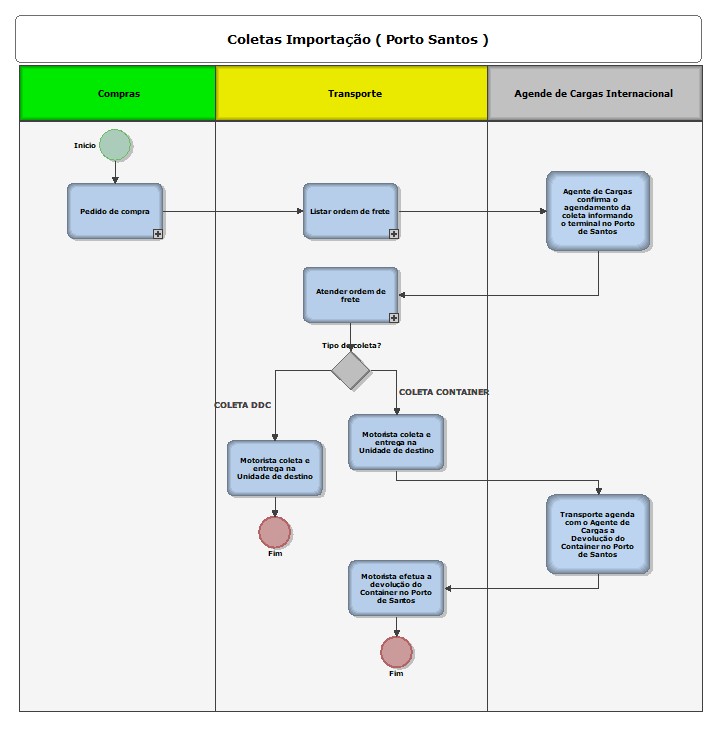 Coletas Importação ( Porto Santos )
Compras
Transporte
Agende de Cargas Internacional
Inicio
Pedido de compra
Listar ordem de frete
Agente de Cargas
confirma o
agendamento da
coleta informando
o terminal no Porto
de Santos
Atender ordem de
frete
Tipo de coleta?
COLETA DDC
COLETA CONTAINER
Motorista coleta e
entrega na
Unidade de destino
Motorista coleta e
entrega na
Unidade de destino
Fim
Transporte agenda
com o Agente de
Cargas a
Devolução do
Container no Porto
de Santos
Motorista efetua a
devolução do
Container no Porto
de Santos
Fim